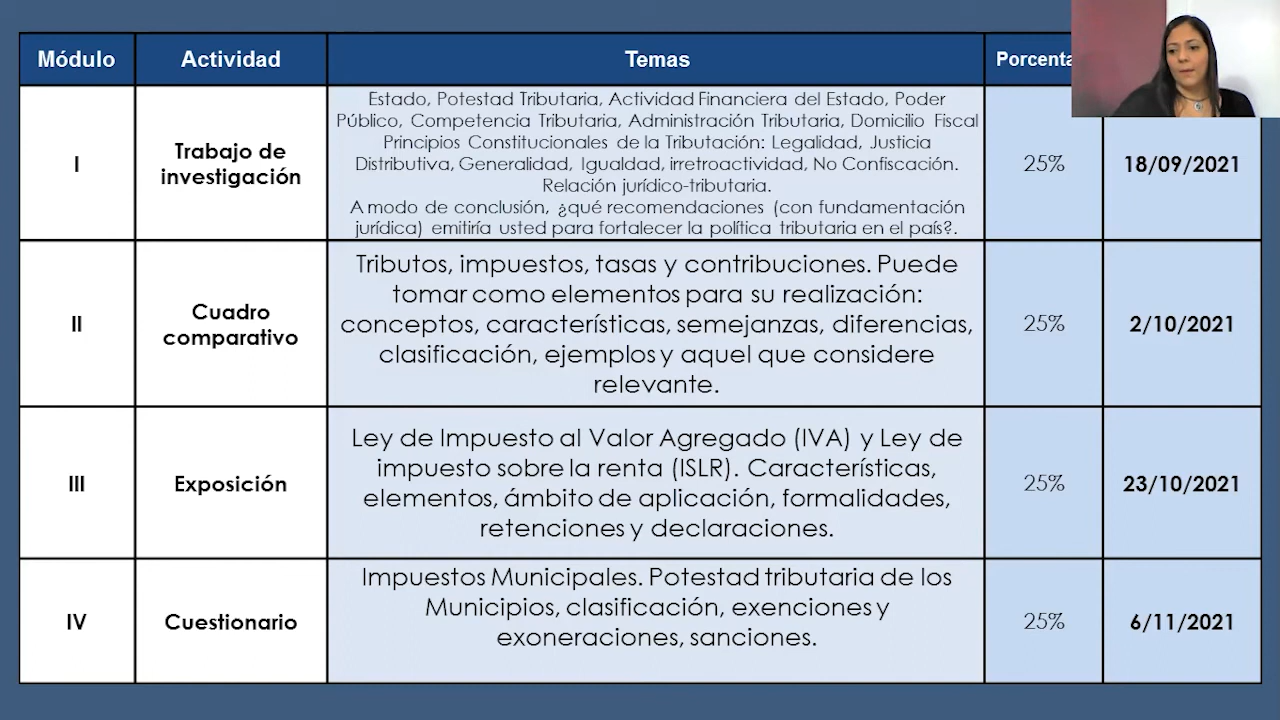 Módulo
Actividad
Temas
I
Trabajo de
investigación
Estado, Potestad Tributaria, Actividad Financiera del Estado, Poder
Público, Competencia Tributaria, Administración Tributaria, Domicilio Fiscal
Principios Constitucionales de la Tributación: Legalidad, Justicia
Distributiva, Generalidad, Igualdad, irretroactividad, No Confiscación.
Relación jurídico-tributaria.
A modo de conclusión, ¿qué recomendaciones (con fundamentación
jurídica) emitiría usted para fortalecer la política tributaria en el país?.
25%
18/09/2021
II
Cuadro
comparativo
Tributos, impuestos, tasas y contribuciones. Puede
tomar como elementos para su realización:
conceptos, características, semejanzas, diferencias,
clasificación, ejemplos y aquel que considere
relevante.
25%
2/10/2021
III
Exposición
Ley de Impuesto al Valor Agregado (IVA) y Ley de
impuesto sobre la renta (ISLR). Características,
elementos, ámbito de aplicación, formalidades,
retenciones y declaraciones.
25%
23/10/2021
IV
Cuestionario
Impuestos Municipales. Potestad tributaria de los
Municipios, clasificación, exenciones y
exoneraciones, sanciones.
25%
6/11/2021